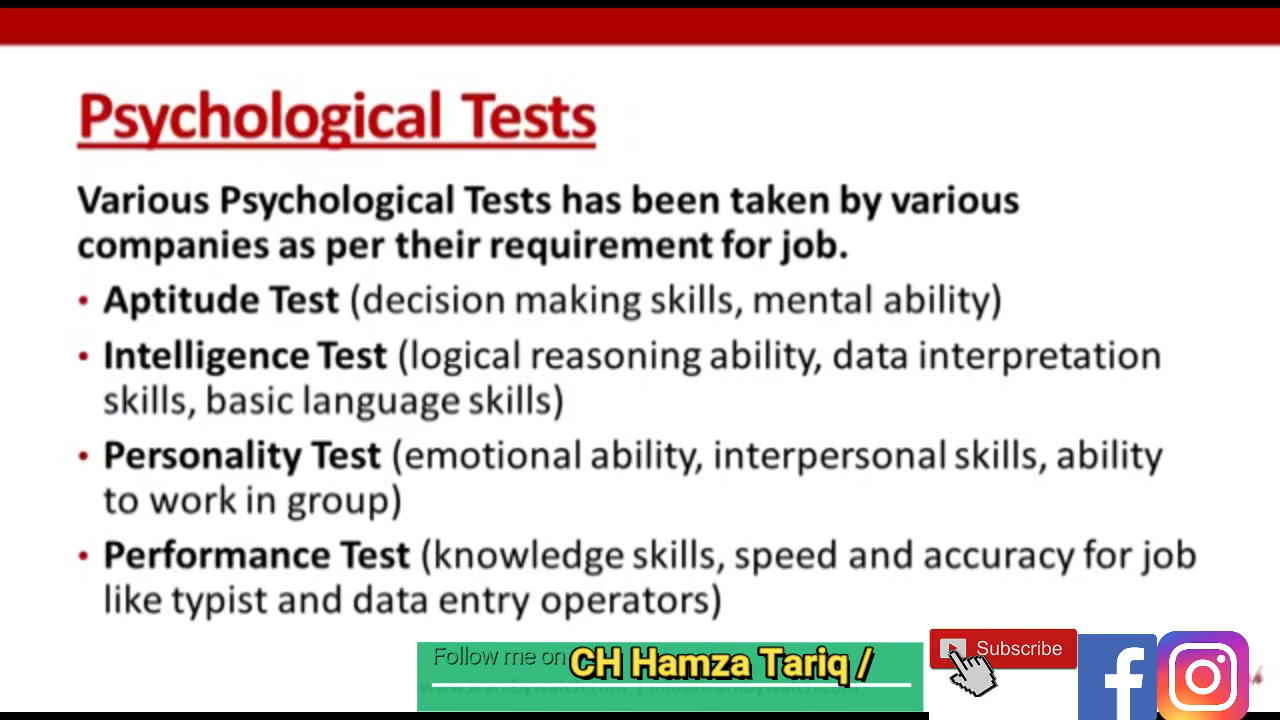 Psychological Tests
Various Psychological Tests has been taken by various
companies as per their requirement for job.
• Aptitude Test (decision making skills, mental ability)
• Intelligence Test (logical reasoning ability, data interpretation
skills, basic language skills)
• Personality Test (emotional ability, interpersonal skills, ability
to work in group)
• Performance Test (knowledge skills, speed and accuracy for job
like typist and data entry operators)
Follow me on CH Hamza Tariq /
Subscribe